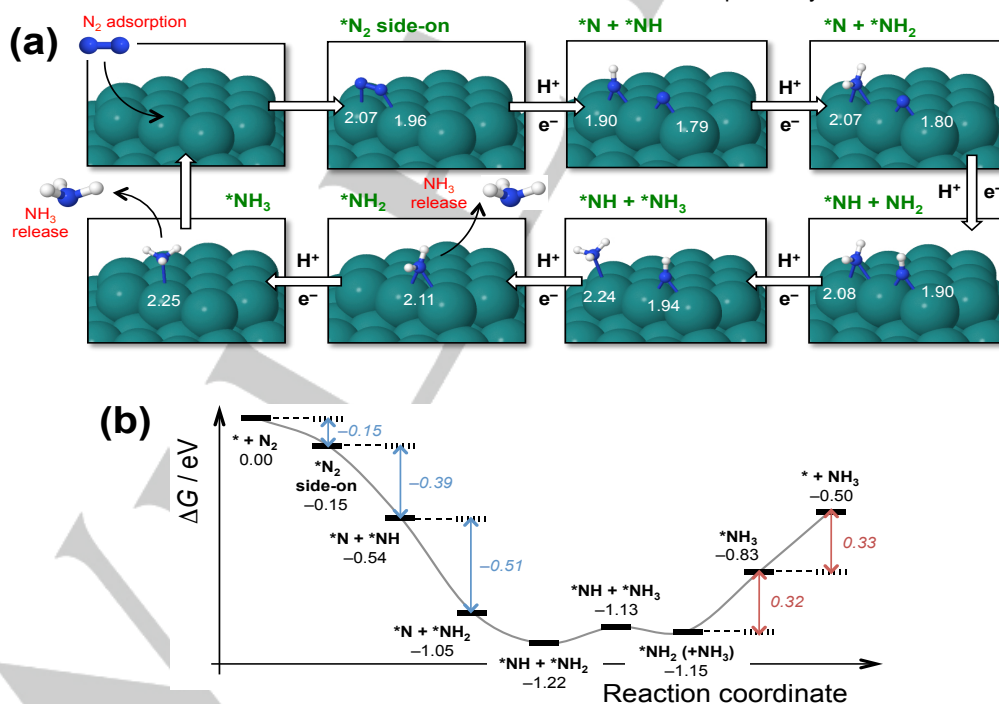 (a)
N₂ adsorption
*N₂ side-on
*N + *NH
*N + *NH₂
2.07 1.96
H⁺
e⁻
1.90 1.79
H⁺
e⁻
2.07 1.80
H⁺ e⁻
NH₃
release
*NH₃
*NH₂
NH₃
release
*NH + *NH₃
*NH + NH₂
2.25
H⁺
e⁻
2.11
H⁺
e⁻
2.24 1.94
H⁺
e⁻
2.08 1.90
(b)
ΔG / eV
* + N₂
0.00
–0.15
*N₂
side-on
–0.15
–0.39
*N + *NH
–0.54
–0.51
*N + *NH₂
–1.05
*NH + *NH₂
–1.22
*NH + *NH₃
–1.13
*NH₂ (+NH₃)
–1.15
0.32
*NH₃
–0.83
0.33
* + NH₃
–0.50
Reaction coordinate